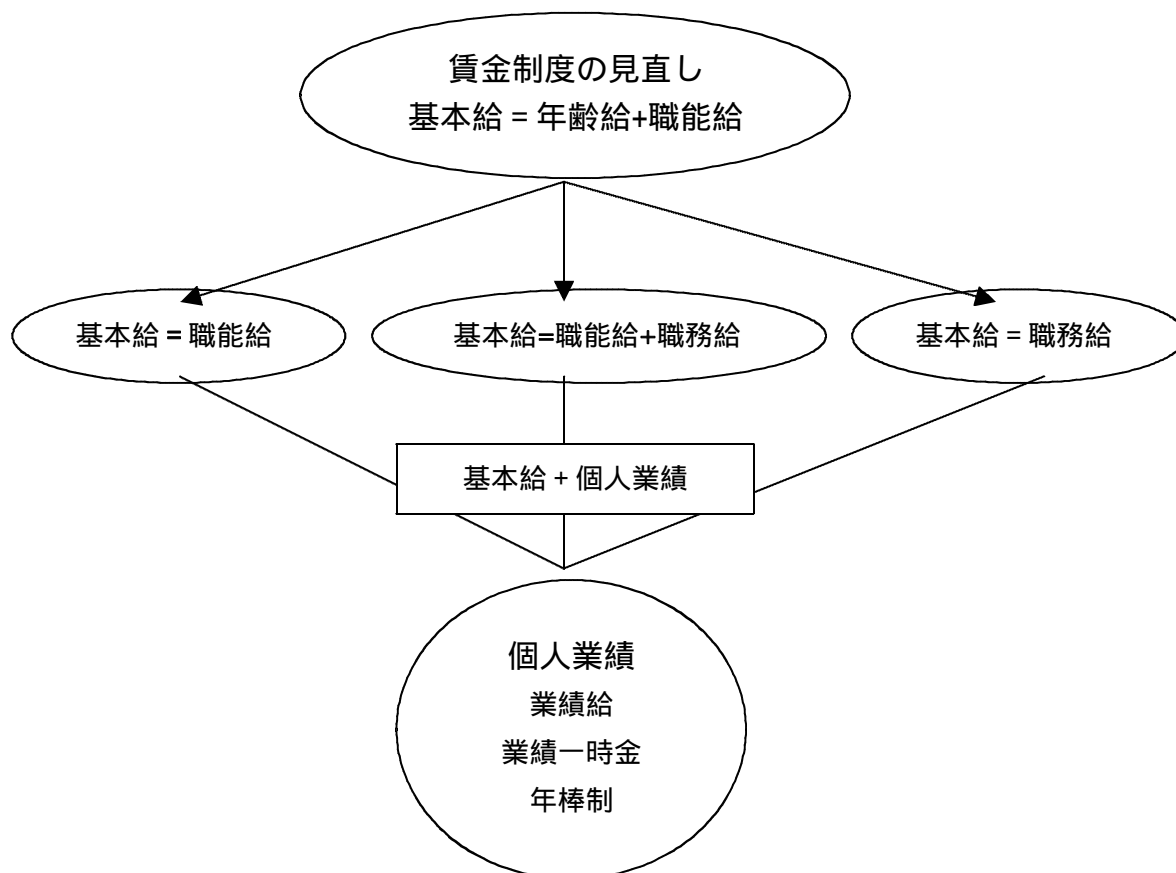 賃金制度の見直し
基本給 = 年齢給+職能給
基本給 = 職能給
基本給=職能給+職務給
基本給 = 職務給
基本給 + 個人業績
個人業績
業績給
業績一時金
年棒制